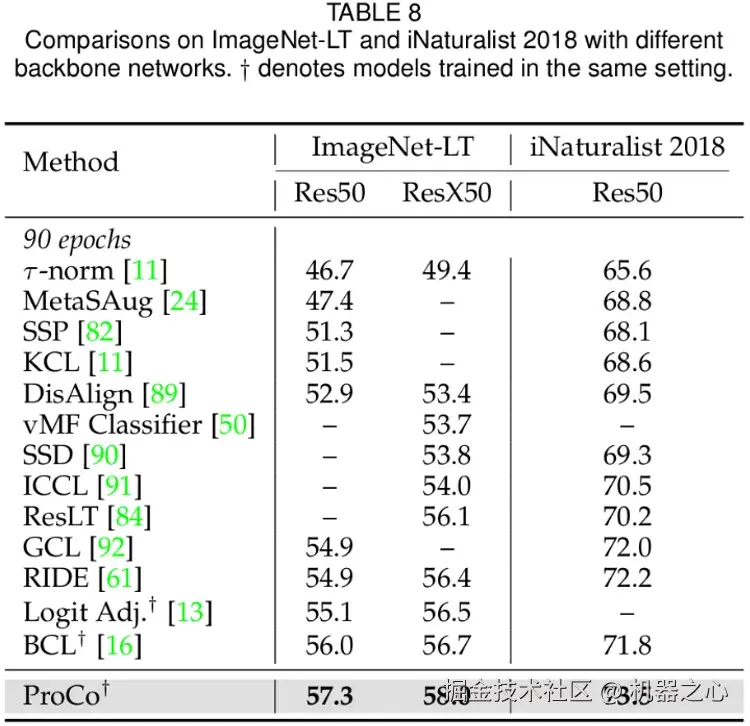 TABLE 8
Comparisons on ImageNet-LT and iNaturalist 2018 with different
backbone networks. † denotes models trained in the same setting.
Method ImageNet-LT iNaturalist 2018
Res50 ResX50 Res50
90 epochs
τ-norm [11] 46.7 49.4 65.6
MetaSAug [24] 47.4 – 68.8
SSP [82] 51.3 – 68.1
KCL [11] 51.5 – 68.6
DisAlign [89] 52.9 53.4 69.5
vMF Classifier [50] – 53.7 –
SSD [90] – 53.8 69.3
ICCL [91] – 54.0 70.5
ResLT [84] – 56.1 70.2
GCL [92] 54.9 – 72.0
RIDE [61] 54.9 56.4 72.2
Logit Adj.† [13] 55.1 56.5 –
BCL† [16] 56.0 56.7 71.8
ProCo† 57.3 58.0 73.5
掘金技术社区 @ 机器之心